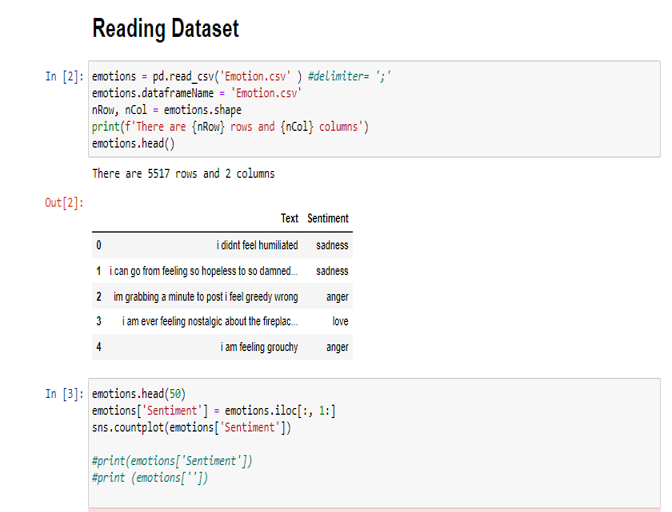 Reading Dataset
In [2]: emotions = pd.read_csv('Emotion.csv' ) #delimiter= ';'
emotions.dataframeName = 'Emotion.csv'
nRow, nCol = emotions.shape
print(f'There are {nRow} rows and {nCol} columns')
emotions.head()
There are 5517 rows and 2 columns
Out[2]:
Text Sentiment
0 i didnt feel humiliated sadness
1 i can go from feeling so hopeless to so damned... sadness
2 im grabbing a minute to post i feel greedy wrong anger
3 i am ever feeling nostalgic about the fireplac... love
4 i am feeling grouchy anger
In [3]: emotions.head(50)
emotions['Sentiment'] = emotions.iloc[:, 1:]
sns.countplot(emotions['Sentiment'])
#print(emotions['Sentiment'])
#print (emotions[''])